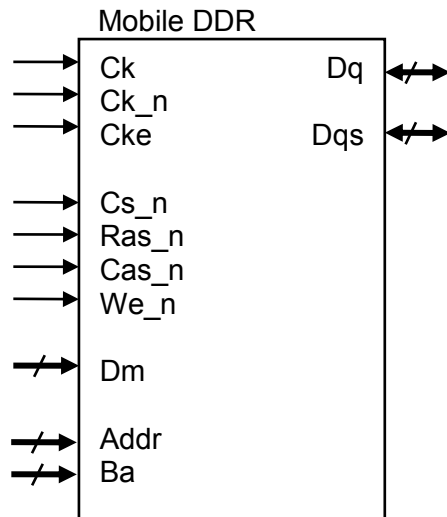 Mobile DDR
Ck Dq
Ck_n
Cke Dqs
Cs_n
Ras_n
Cas_n
We_n
Dm
Addr
Ba